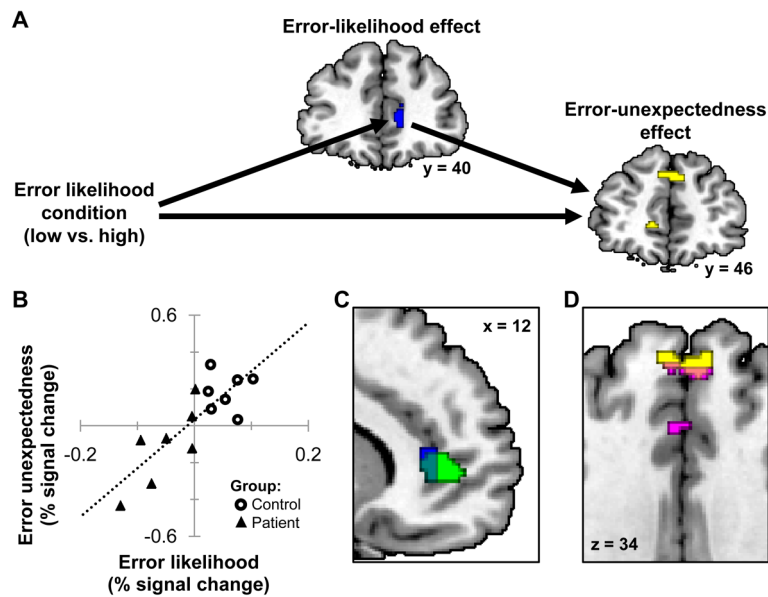 A
Error-likelihood effect
y = 40
Error-unexpectedness
effect
y = 46
Error likelihood
condition
(low vs. high)
B
0.6
-0.2
0.2
-0.6
Error unexpectedness
(% signal change)
Group:
Control
Patient
Error likelihood
(% signal change)
C
x = 12
D
z = 34